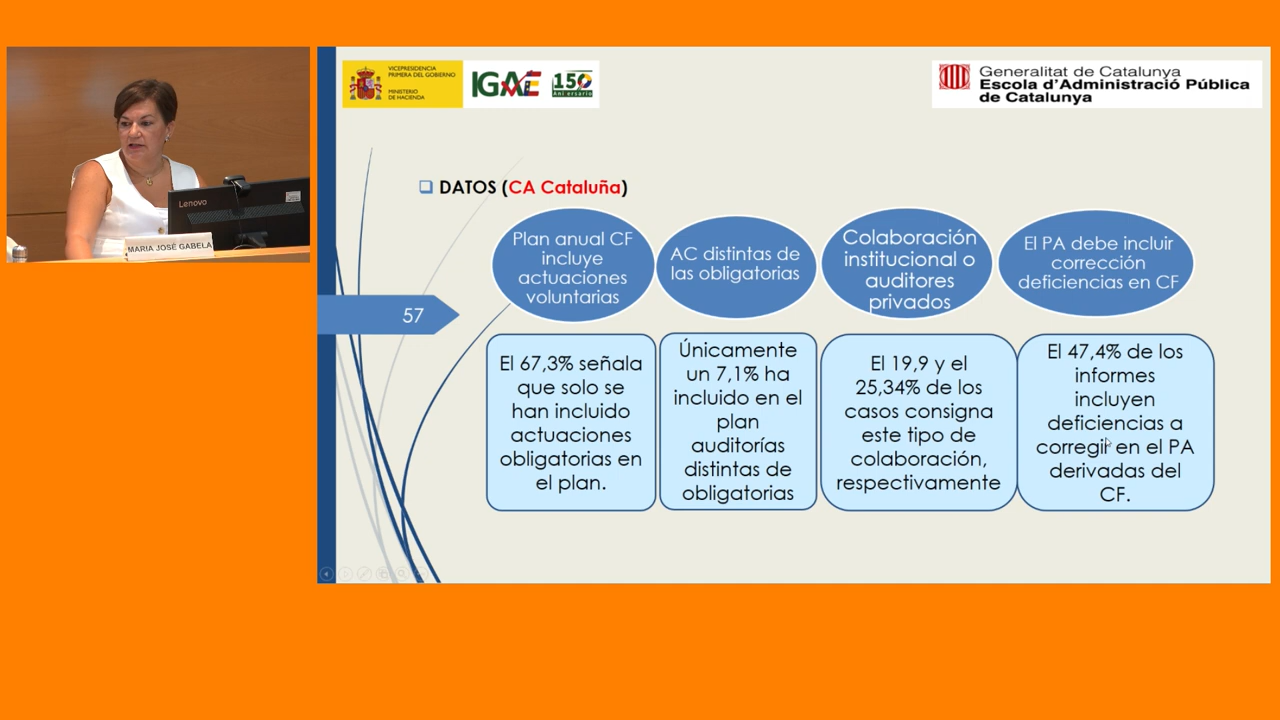 VICEPRESIDENCIA
PRIMERA DEL GOBIERNO
MINISTERIO
DE HACIENDA
IGAE
150
Aniversario
Generalitat de Catalunya
Escola d'Administració Pública
de Catalunya
Lenovo
MARIA JOSÉ GABELA
DATOS (CA Cataluña)
57
Plan anual CF
incluye
actuaciones
voluntarias
AC distintas de
las obligatorias
Colaboración
institucional o
auditores
privados
El PA debe incluir
corrección
deficiencias en CF
El 67,3% señala
que solo se
han incluido
actuaciones
obligatorias en
el plan.
Únicamente
un 7,1% ha
incluido en el
plan
auditorías
distintas de
obligatorias
El 19,9 y el
25,34% de los
casos consigna
este tipo de
colaboración,
respectivamente
El 47,4% de los
informes
incluyen
deficiencias a
corregir en el PA
derivadas del
CF.